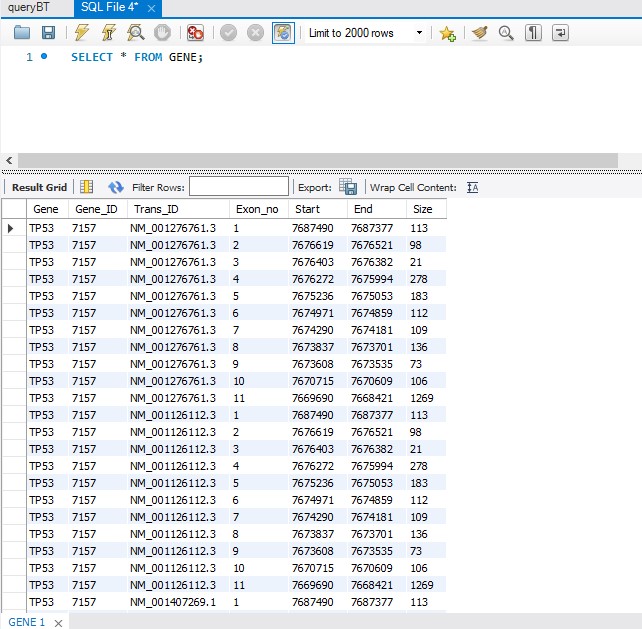 queryBT SQL File 4* ×
Limit to 2000 rows
1 SELECT * FROM GENE;
Result Grid Filter Rows: Export: Wrap Cell Content: IA
Gene Gene_ID Trans_ID Exon_no Start End Size
TP53 7157 NM_001276761.3 1 7687490 7687377 113
TP53 7157 NM_001276761.3 2 7676619 7676521 98
TP53 7157 NM_001276761.3 3 7676403 7676382 21
TP53 7157 NM_001276761.3 4 7676272 7675994 278
TP53 7157 NM_001276761.3 5 7675236 7675053 183
TP53 7157 NM_001276761.3 6 7674971 7674859 112
TP53 7157 NM_001276761.3 7 7674290 7674181 109
TP53 7157 NM_001276761.3 8 7673837 7673701 136
TP53 7157 NM_001276761.3 9 7673608 7673535 73
TP53 7157 NM_001276761.3 10 7670715 7670609 106
TP53 7157 NM_001276761.3 11 7669690 7668421 1269
TP53 7157 NM_001126112.3 1 7687490 7687377 113
TP53 7157 NM_001126112.3 2 7676619 7676521 98
TP53 7157 NM_001126112.3 3 7676403 7676382 21
TP53 7157 NM_001126112.3 4 7676272 7675994 278
TP53 7157 NM_001126112.3 5 7675236 7675053 183
TP53 7157 NM_001126112.3 6 7674971 7674859 112
TP53 7157 NM_001126112.3 7 7674290 7674181 109
TP53 7157 NM_001126112.3 8 7673837 7673701 136
TP53 7157 NM_001126112.3 9 7673608 7673535 73
TP53 7157 NM_001126112.3 10 7670715 7670609 106
TP53 7157 NM_001126112.3 11 7669690 7668421 1269
TP53 7157 NM_001407269.1 1 7687490 7687377 113
GENE 1 ×